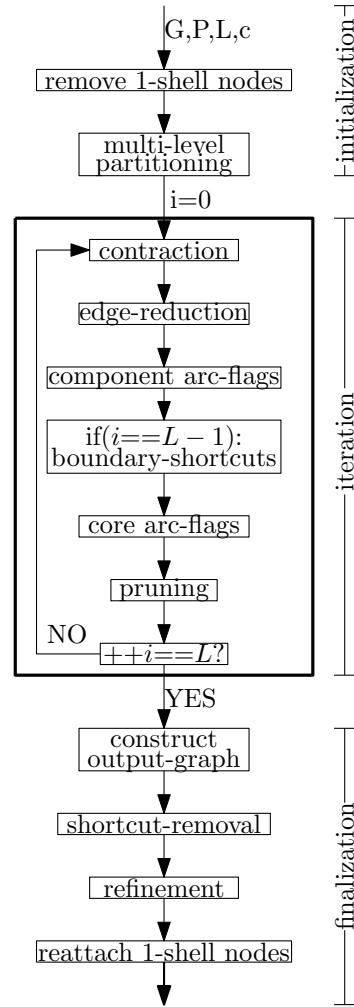 G,P,L,c
remove 1-shell nodes
multi-level
partitioning
i=0
contraction
edge-reduction
component arc-flags
if(i==L − 1):
boundary-shortcuts
core arc-flags
pruning
NO
++i==L?
YES
construct
output-graph
shortcut-removal
refinement
reattach 1-shell nodes
initialization
iteration
finalization